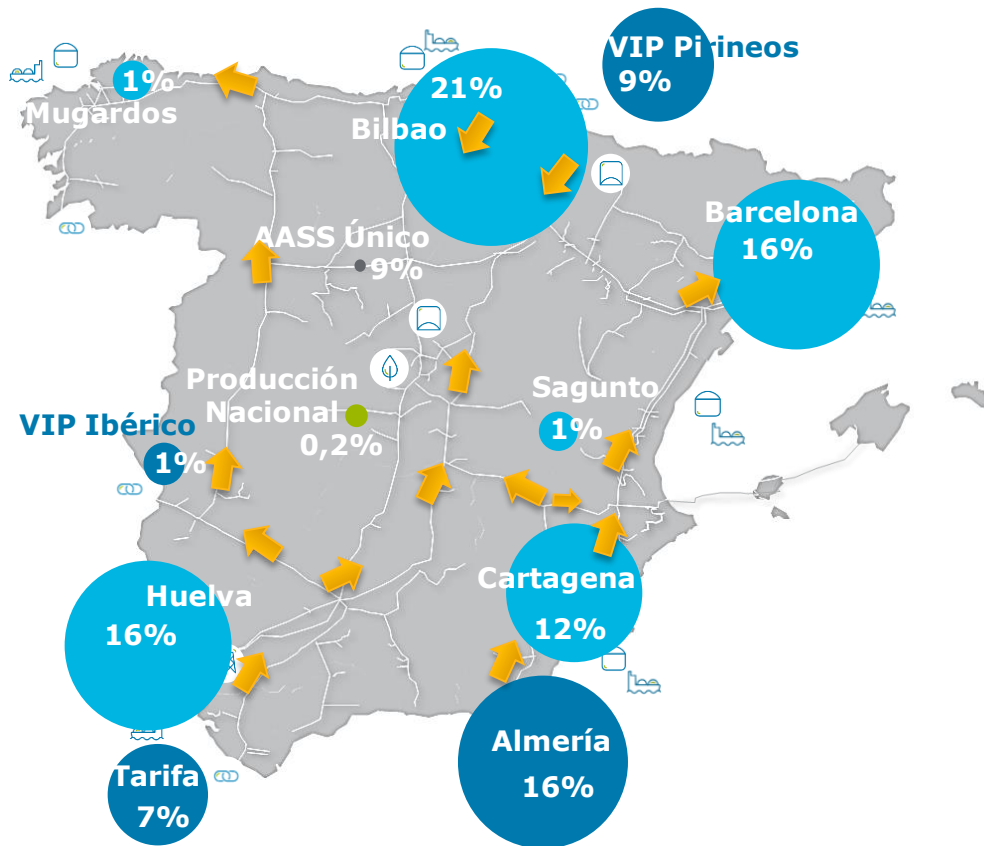 VIP Pirineos
9%
1%
Mugardos
21%
Bilbao
Barcelona
16%
AASS Único
9%
Producción
Nacional
0,2%
Sagunto
1%
VIP Ibérico
1%
Huelva
16%
Cartagena
12%
Almería
16%
Tarifa
7%